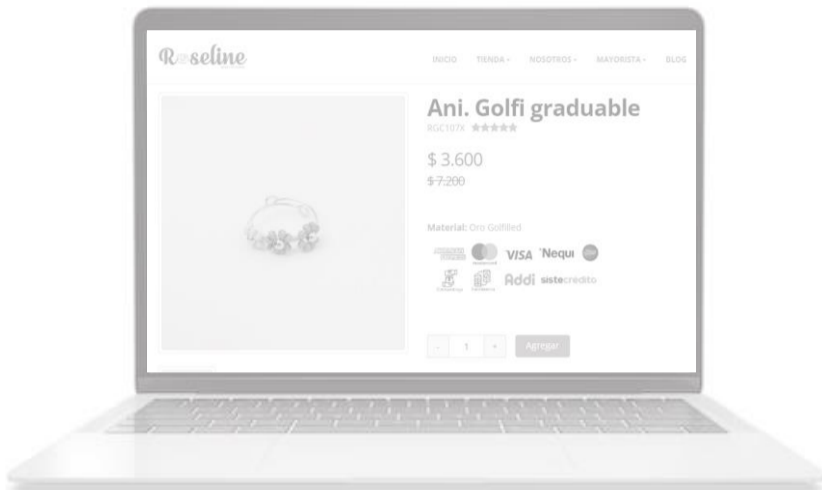 Roseline
INICIO TIENDA NOSOTROS MAYORISTA BLOG
Ani. Golfi graduable
RGC107X
$ 3.600
$ 7.200
Material: Oro Golfilled
VISA Nequi
Addi sistecredito
- 1 +
Agregar